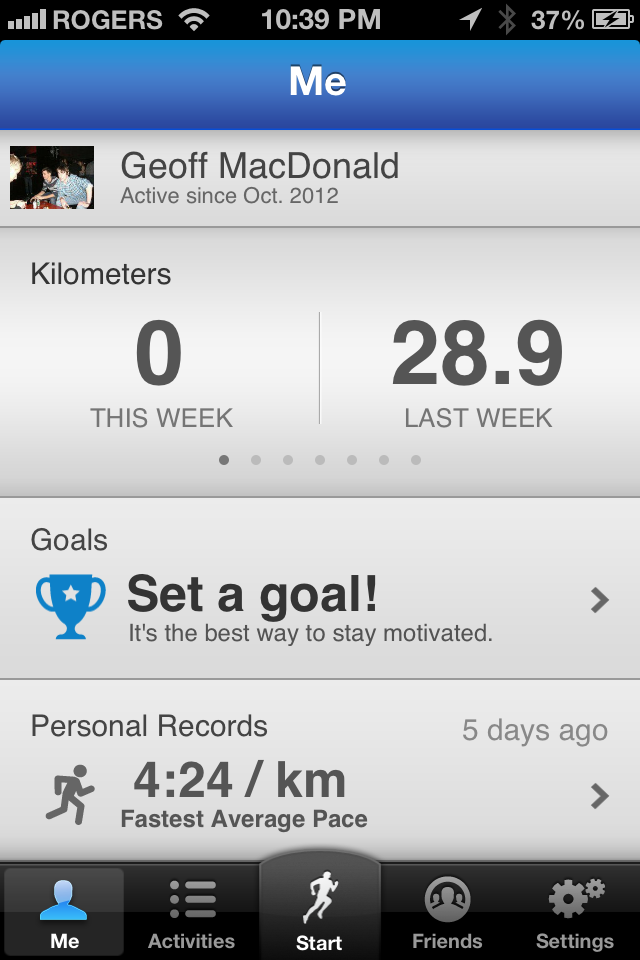 ROGERS 10:39 PM 37%
Me
Geoff MacDonald
Active since Oct. 2012
Kilometers
0 28.9
THIS WEEK LAST WEEK
Goals
Set a goal!
It's the best way to stay motivated.
Personal Records 5 days ago
4:24 / km
Fastest Average Pace
Me Activities Start Friends Settings